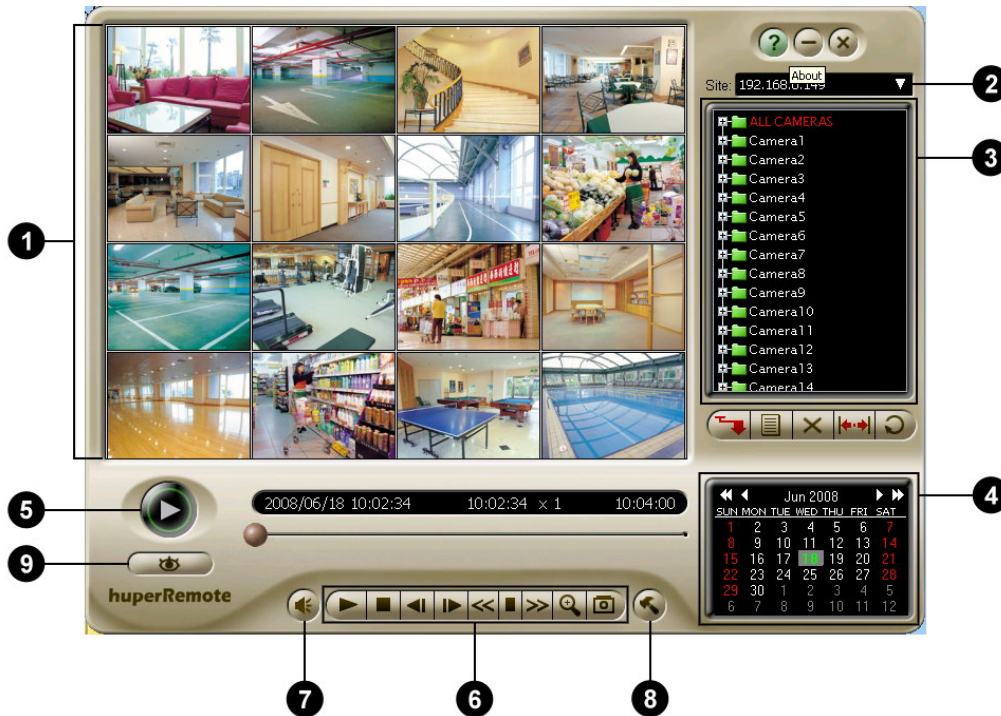 About
Site: 192.168.6.149
ALL CAMERAS
Camera1
Camera2
Camera3
Camera4
Camera5
Camera6
Camera7
Camera8
Camera9
Camera10
Camera11
Camera12
Camera13
Camera14
1
2
3
4
5
9
7
6
8
2008/06/18 10:02:34 10:02:34 × 1 10:04:00
huperRemote
Jun 2008
SUN MON TUE WED THU FRI SAT
1 2 3 4 5 6 7
8 9 10 11 12 13 14
15 16 17 18 19 20 21
22 23 24 25 26 27 28
29 30 1 2 3 4 5
6 7 8 9 10 11 12